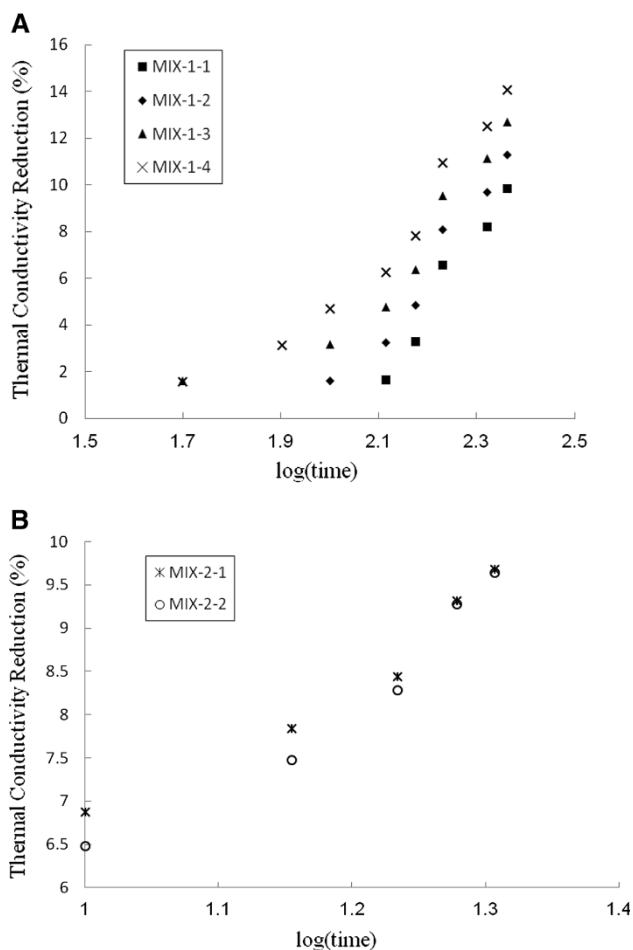 A
Thermal Conductivity Reduction (%)
16
14
12
10
8
6
4
2
0
MIX-1-1
MIX-1-2
MIX-1-3
MIX-1-4
1.5 1.7 1.9 2.1 2.3 2.5
log(time)
B
Thermal Conductivity Reduction (%)
10
9.5
9
8.5
8
7.5
7
6.5
6
MIX-2-1
MIX-2-2
1 1.1 1.2 1.3 1.4
log(time)